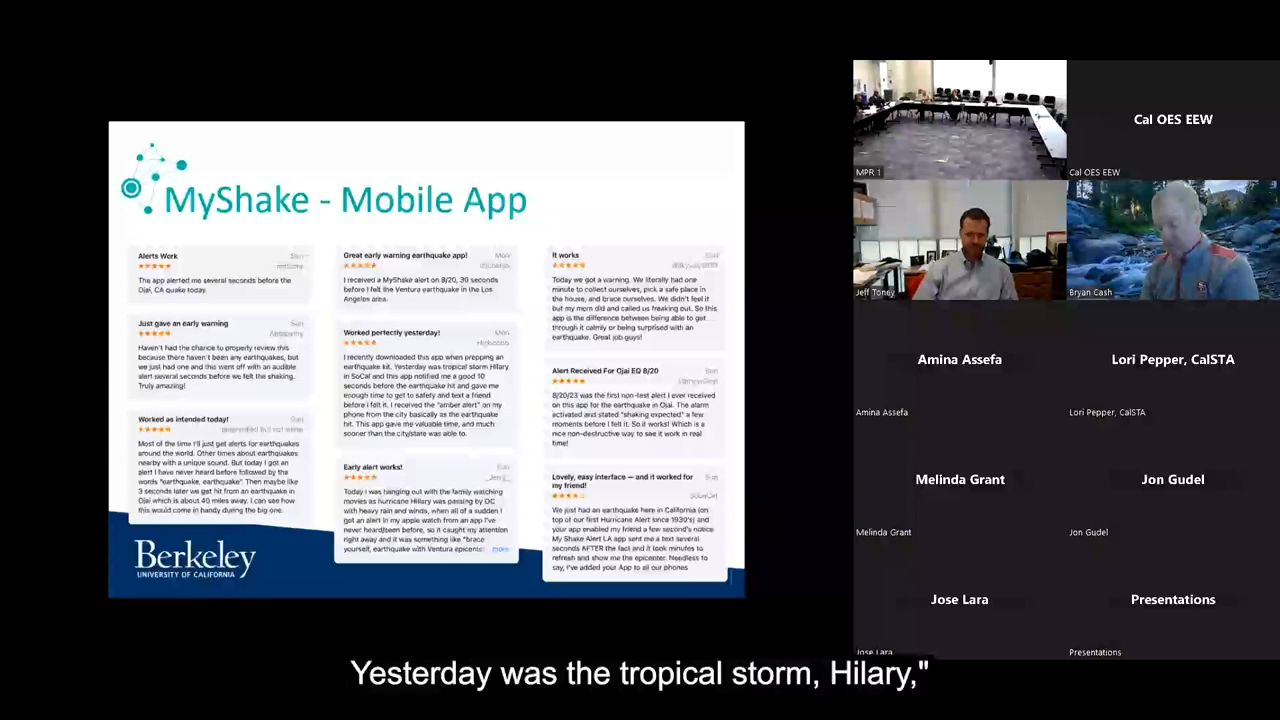 MyShake - Mobile App
Alerts Work
Sun
The app alerted me several seconds before the
Ojai, CA quake today.
Just gave an early warning
Sun
Haven't had the chance to properly review this
because there haven't been any earthquakes, but
we just had one and this went off with an audible
alert several seconds before we felt the shaking.
Truly amazing!
Worked as intended today!
Sun
Most of the time I'll just get alerts for earthquakes
around the world. Other times about earthquakes
nearby with a unique sound. But today I got an
alert I have never heard before followed by the
words "earthquake, earthquake". Then maybe like
3 seconds later we get hit from an earthquake in
Ojai which is about 40 miles away. I can see how
this would come in handy during the big one.
Great early warning earthquake app!
Mon
I received a MyShake alert on 8/20, 30 seconds
before I felt the Ventura earthquake in the Los
Angeles area.
Worked perfectly yesterday!
Mon
I recently downloaded this app when prepping an
earthquake kit. Yesterday was tropical storm Hilary
in SoCal and this app notified me a good 10
seconds before the earthquake hit and gave me
enough time to get to safety and text a friend
before I felt it. I received the "amber alert" on my
phone from the city basically as the earthquake
hit. This app gave me valuable time, and much
sooner than the city/state was able to.
Early alert works!
Sun
Today I was hanging out with the family watching
movies as hurricane Hilary was passing by DC
with heavy rain and winds, when all of a sudden I
got an alert in my apple watch from an app I've
never heard/seen before, so it caught my attention
right away and it was something like "brace
yourself, earthquake with Ventura epicenter more
It works
Sun
Today we got a warning. We literally had one
minute to collect ourselves, pick a safe place in
the house, and brace ourselves. We didn't feel it
but my mom did and called us freaking out. So this
app is the difference between being able to get
through it calmly or being surprised with an
earthquake. Great job guys!
Alert Received For Ojai EQ 8/20
Sun
8/20/23 was the first non-test alert I ever received
on this app for the earthquake in Ojai. The alarm
activated and stated "shaking expected" a few
moments before I felt it. So it works! Which is a
nice non-destructive way to see it work in real
time!
Lovely, easy interface — and it worked for
my friend!
Sun
We just had an earthquake here in California (on
top of our first Hurricane Alert since 1939's) and
your app enabled my friend a few second's notice.
My Shake Alert LA app sent me a text several
seconds AFTER the fact and it took minutes to
refresh and show me the epicenter. Needless to
say, I've added your App to all our phones
Berkeley
UNIVERSITY OF CALIFORNIA
MPR 1
Cal OES EEW
Cal OES EEW
Jeff Toney
Bryan Cash
Amina Assefa
Amina Assefa
Lori Pepper, CalSTA
Lori Pepper, CalSTA
Melinda Grant
Melinda Grant
Jon Gudel
Jon Gudel
Jose Lara
Jose Lara
Presentations
Presentations
Yesterday was the tropical storm, Hilary,"